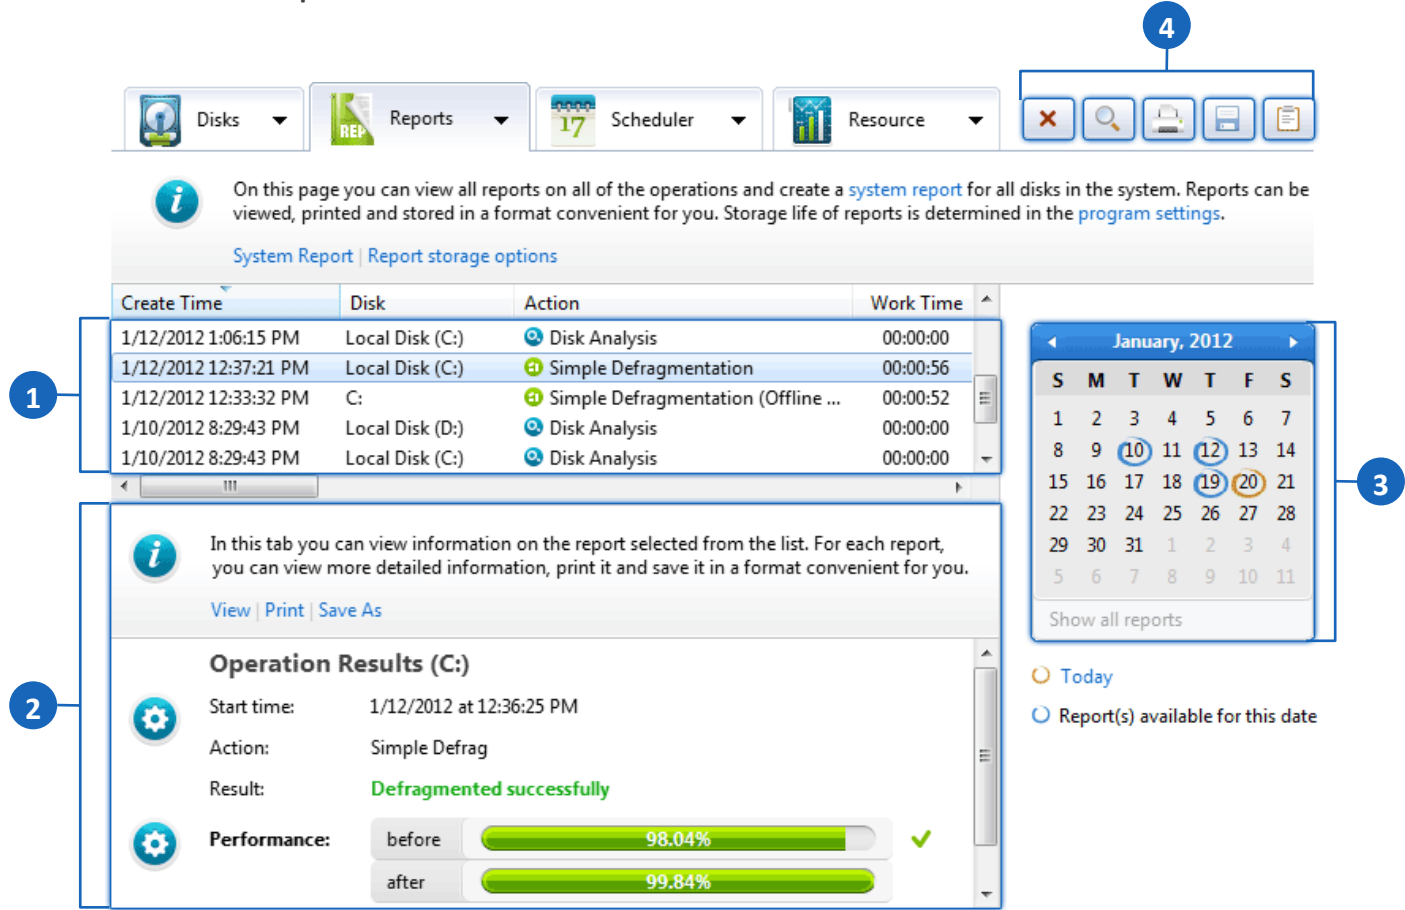 4
Disks
REP
Reports
17
Scheduler
Resource
On this page you can view all reports on all of the operations and create a system report for all disks in the system. Reports can be
viewed, printed and stored in a format convenient for you. Storage life of reports is determined in the program settings.
System Report | Report storage options
Create Time Disk Action Work Time
1/12/2012 1:06:15 PM Local Disk (C:) Disk Analysis 00:00:00
1/12/2012 12:37:21 PM Local Disk (C:) Simple Defragmentation 00:00:56
1/12/2012 12:33:32 PM C: Simple Defragmentation (Offline ... 00:00:52
1/10/2012 8:29:43 PM Local Disk (D:) Disk Analysis 00:00:00
1/10/2012 8:29:43 PM Local Disk (C:) Disk Analysis 00:00:00
1
In this tab you can view information on the report selected from the list. For each report,
you can view more detailed information, print it and save it in a format convenient for you.
View | Print | Save As
Operation Results (C:)
Start time: 1/12/2012 at 12:36:25 PM
Action: Simple Defrag
Result: Defragmented successfully
Performance: before 98.04%
after 99.84%
2
January, 2012
S M T W T F S
1 2 3 4 5 6 7
8 9 10 11 12 13 14
15 16 17 18 19 20 21
22 23 24 25 26 27 28
29 30 31 1 2 3 4
5 6 7 8 9 10 11
Show all reports
3
Today
Report(s) available for this date